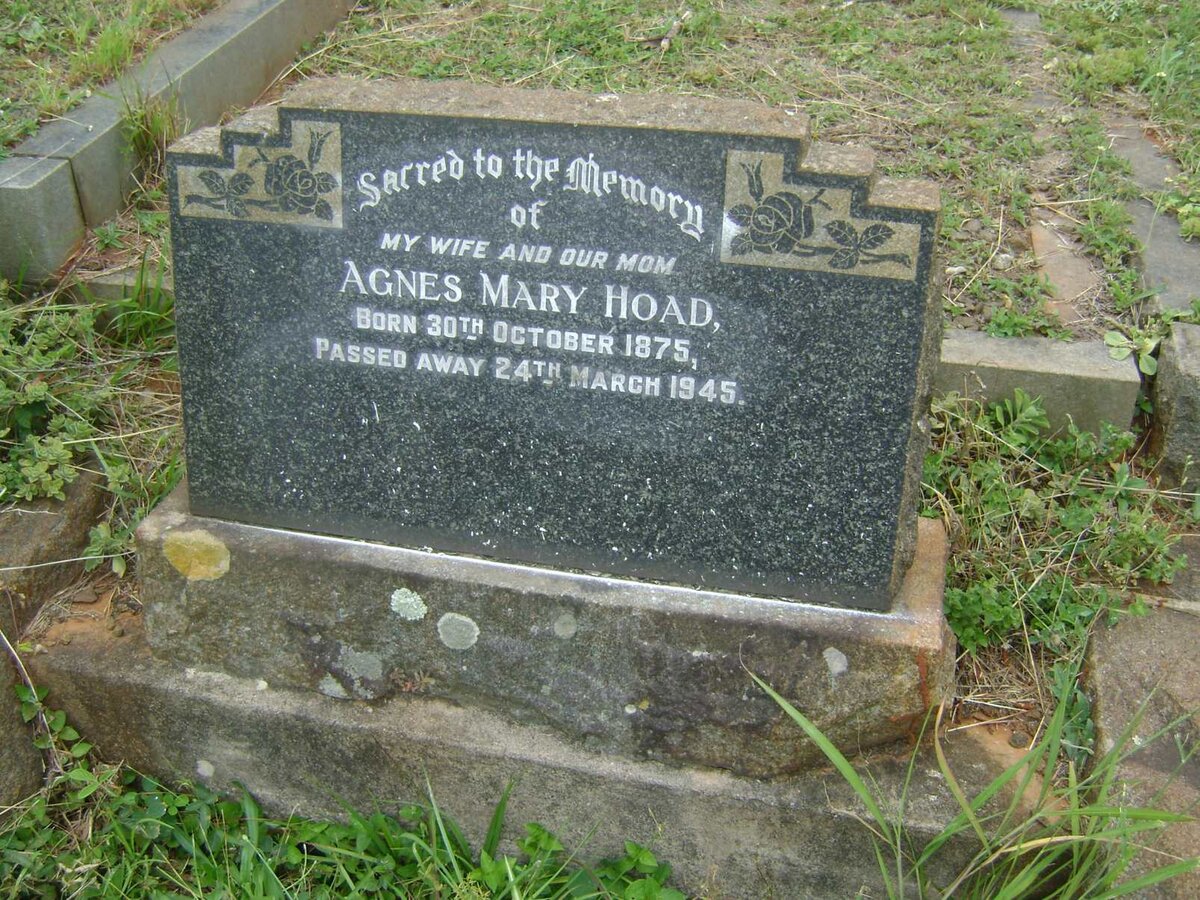 Sacred to the Memory
of
MY WIFE AND OUR MOM
AGNES MARY HOAD,
BORN 30TH OCTOBER 1875,
PASSED AWAY 24TH MARCH 1945.